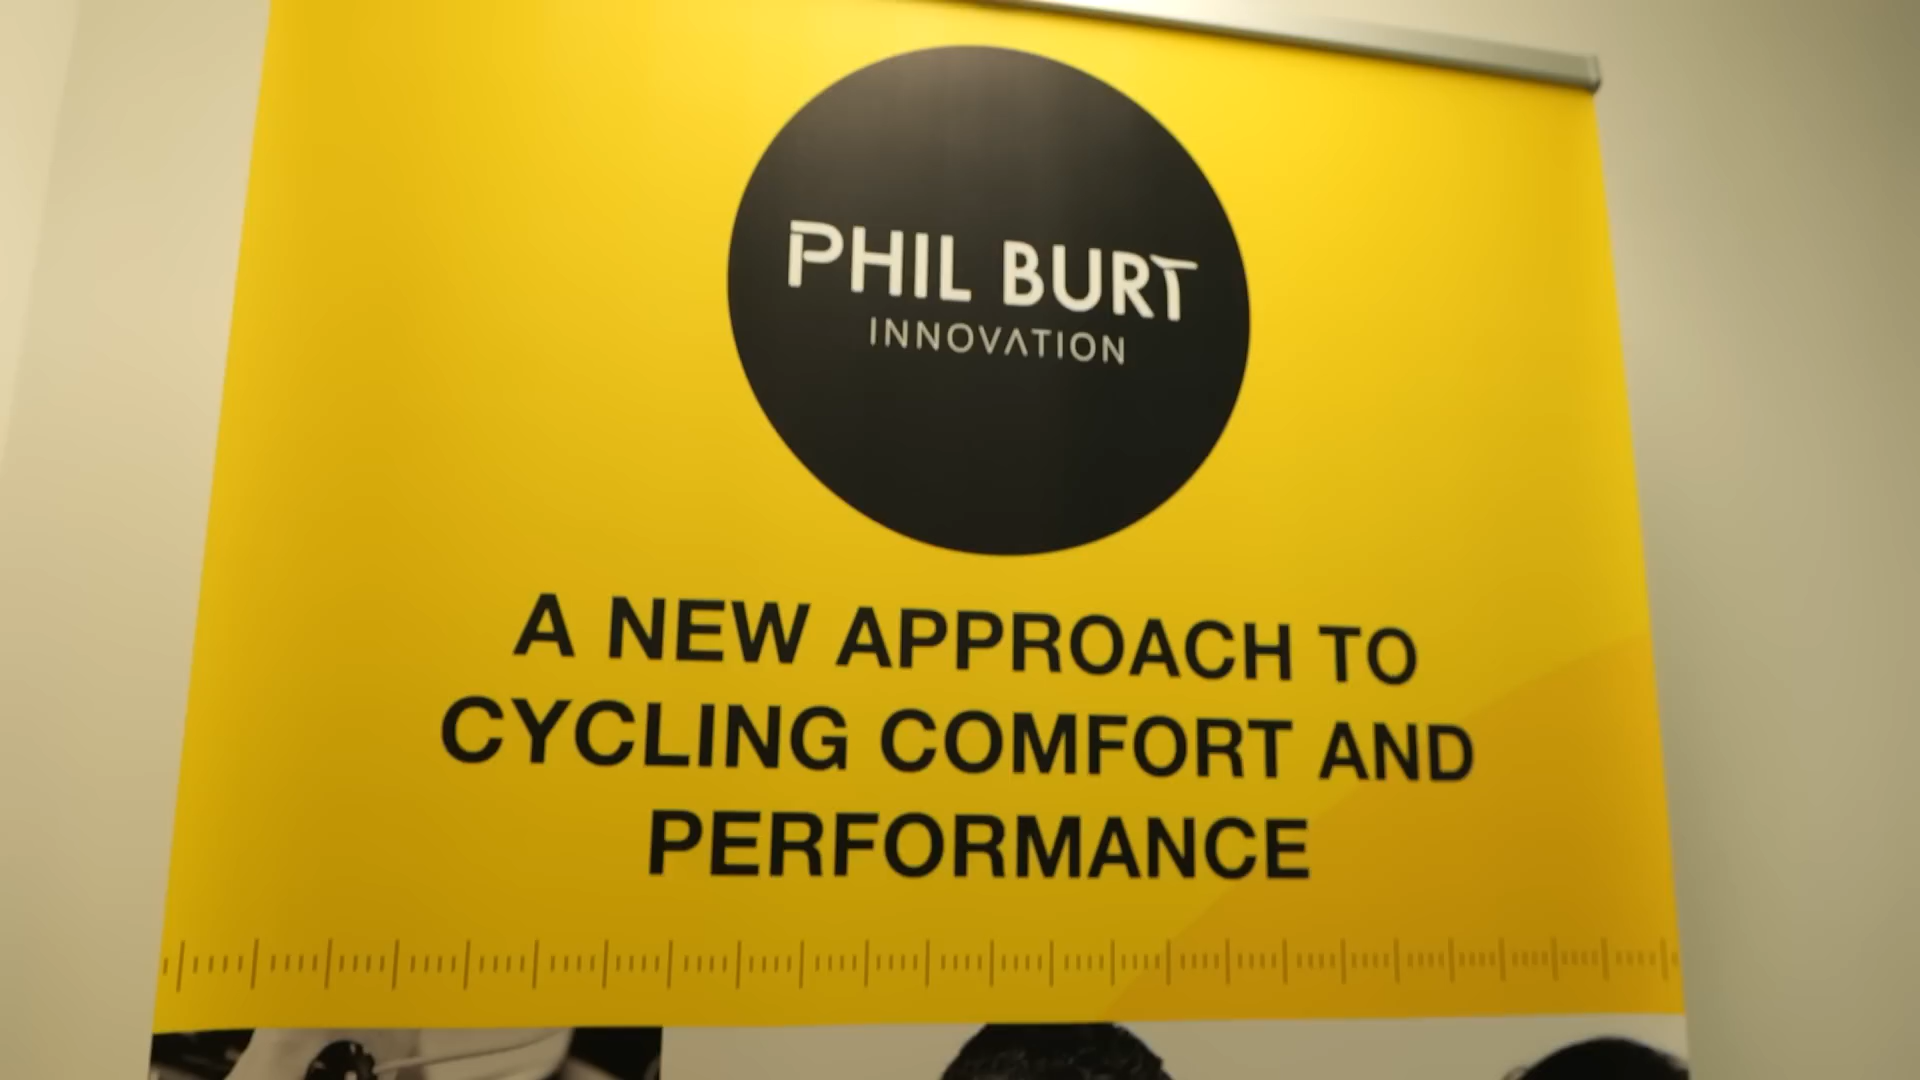 PHIL BURT
INNOVATION
A NEW APPROACH TO
CYCLING COMFORT AND
PERFORMANCE